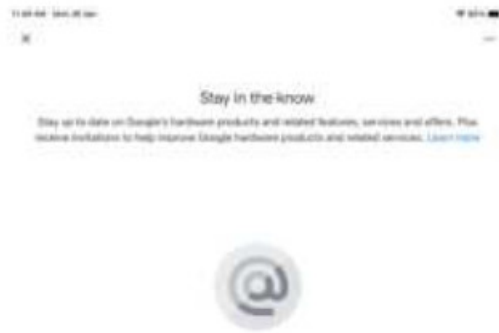 Stay in the know
Stay up to date on Google's hardware products and related features, services and offers. Plus
receive invitations to help improve Google hardware products and related services. Learn more
@